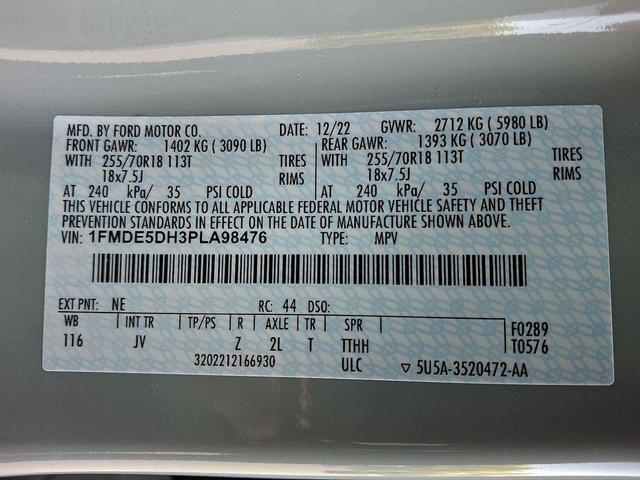 MFD. BY FORD MOTOR CO. DATE: 12/22 GVWR: 2712 KG ( 5980 LB)
FRONT GAWR: 1402 KG ( 3090 LB) REAR GAWR: 1393 KG ( 3070 LB)
WITH 255/70R18 113T TIRES WITH 255/70R18 113T TIRES
18x7.5J RIMS 18x7.5J RIMS
AT 240 kPa/ 35 PSI COLD AT 240 kPa/ 35 PSI COLD
THIS VEHICLE CONFORMS TO ALL APPLICABLE FEDERAL MOTOR VEHICLE SAFETY AND THEFT
PREVENTION STANDARDS IN EFFECT ON THE DATE OF MANUFACTURE SHOWN ABOVE.
VIN: 1FMDE5DH3PLA98476 TYPE: MPV
EXT PNT: NE RC: 44 DSO:
WB INT TR TP/PS R AXLE TR SPR F0289
116 JV Z 2L T TTHH T0576
3202212166930 ULC ▽ 5U5A-3520472-AA